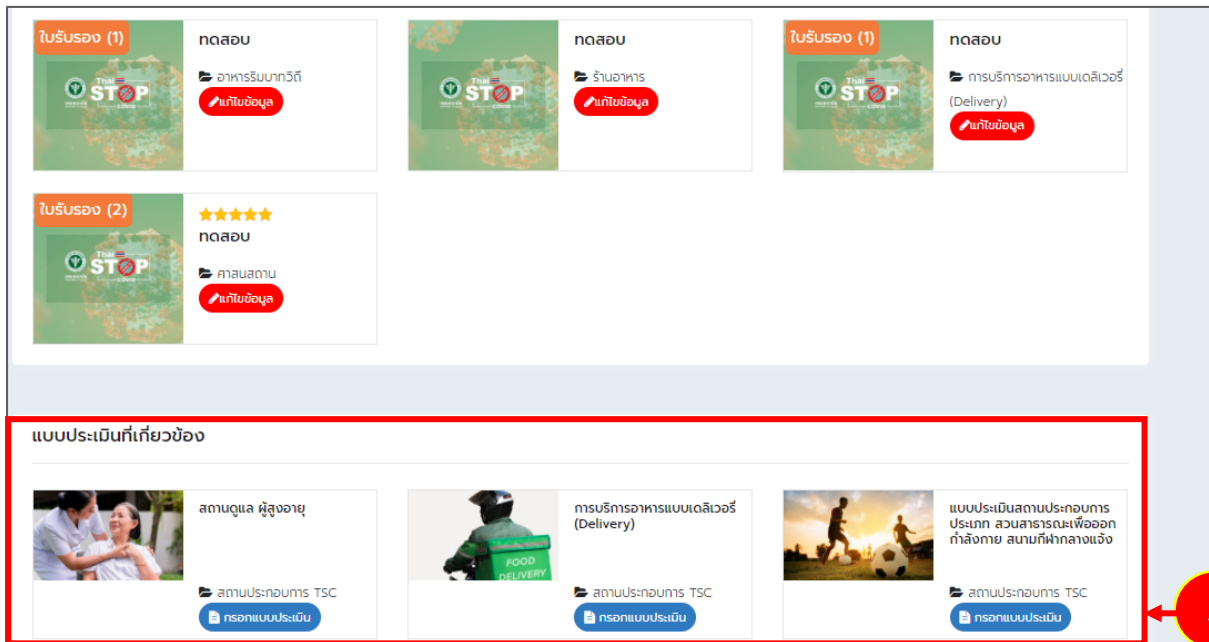 ใบรับรอง (1)
ทดสอบ
อาหารริมบาทวิถี
แก้ไขข้อมูล
Thai
STOP
COVID
ทดสอบ
ร้านอาหาร
แก้ไขข้อมูล
Thai
STOP
COVID
ใบรับรอง (1)
ทดสอบ
การบริการอาหารแบบเดลิเวอรี่
(Delivery)
แก้ไขข้อมูล
Thai
STOP
COVID
ใบรับรอง (2)
ทดสอบ
ศาสนสถาน
แก้ไขข้อมูล
Thai
STOP
COVID
แบบประเมินที่เกี่ยวข้อง
สถานดูแล ผู้สูงอายุ
สถานประกอบการ TSC
กรอกแบบประเมิน
การบริการอาหารแบบเดลิเวอรี่
(Delivery)
FOOD
DELIVERY
สถานประกอบการ TSC
กรอกแบบประเมิน
แบบประเมินสถานประกอบการ
ประเภท สวนสาธารณะเพื่อออก
กำลังกาย สนามกีฬากลางแจ้ง
สถานประกอบการ TSC
กรอกแบบประเมิน